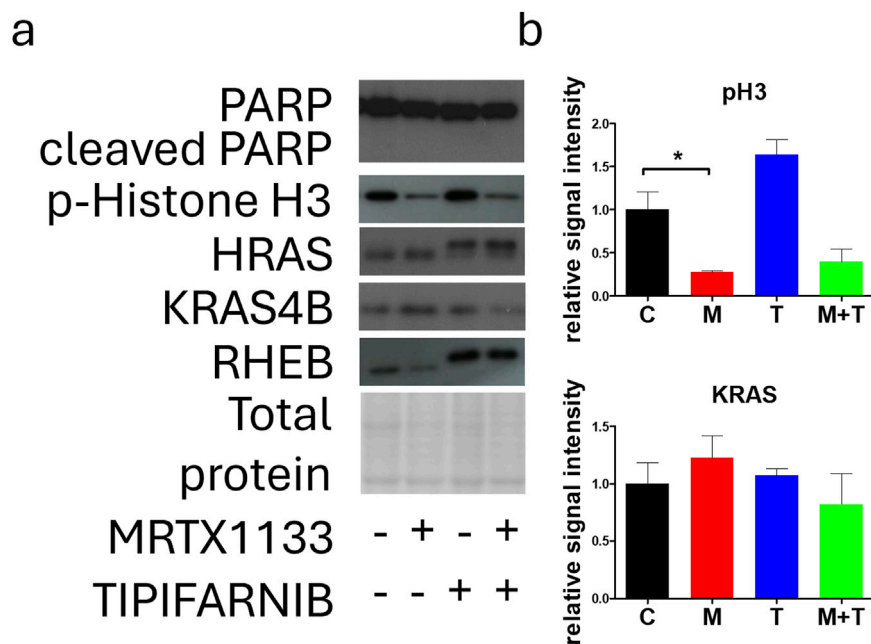 a
PARP
cleaved PARP
p-Histone H3
HRAS
KRAS4B
RHEB
Total
protein
MRTX1133 - + - +
TIPIFARNIB - - + +
b
pH3
relative signal intensity
2.0
1.5
1.0
0.5
0.0
*
C M T M+T
KRAS
relative signal intensity
1.5
1.0
0.5
0.0
C M T M+T